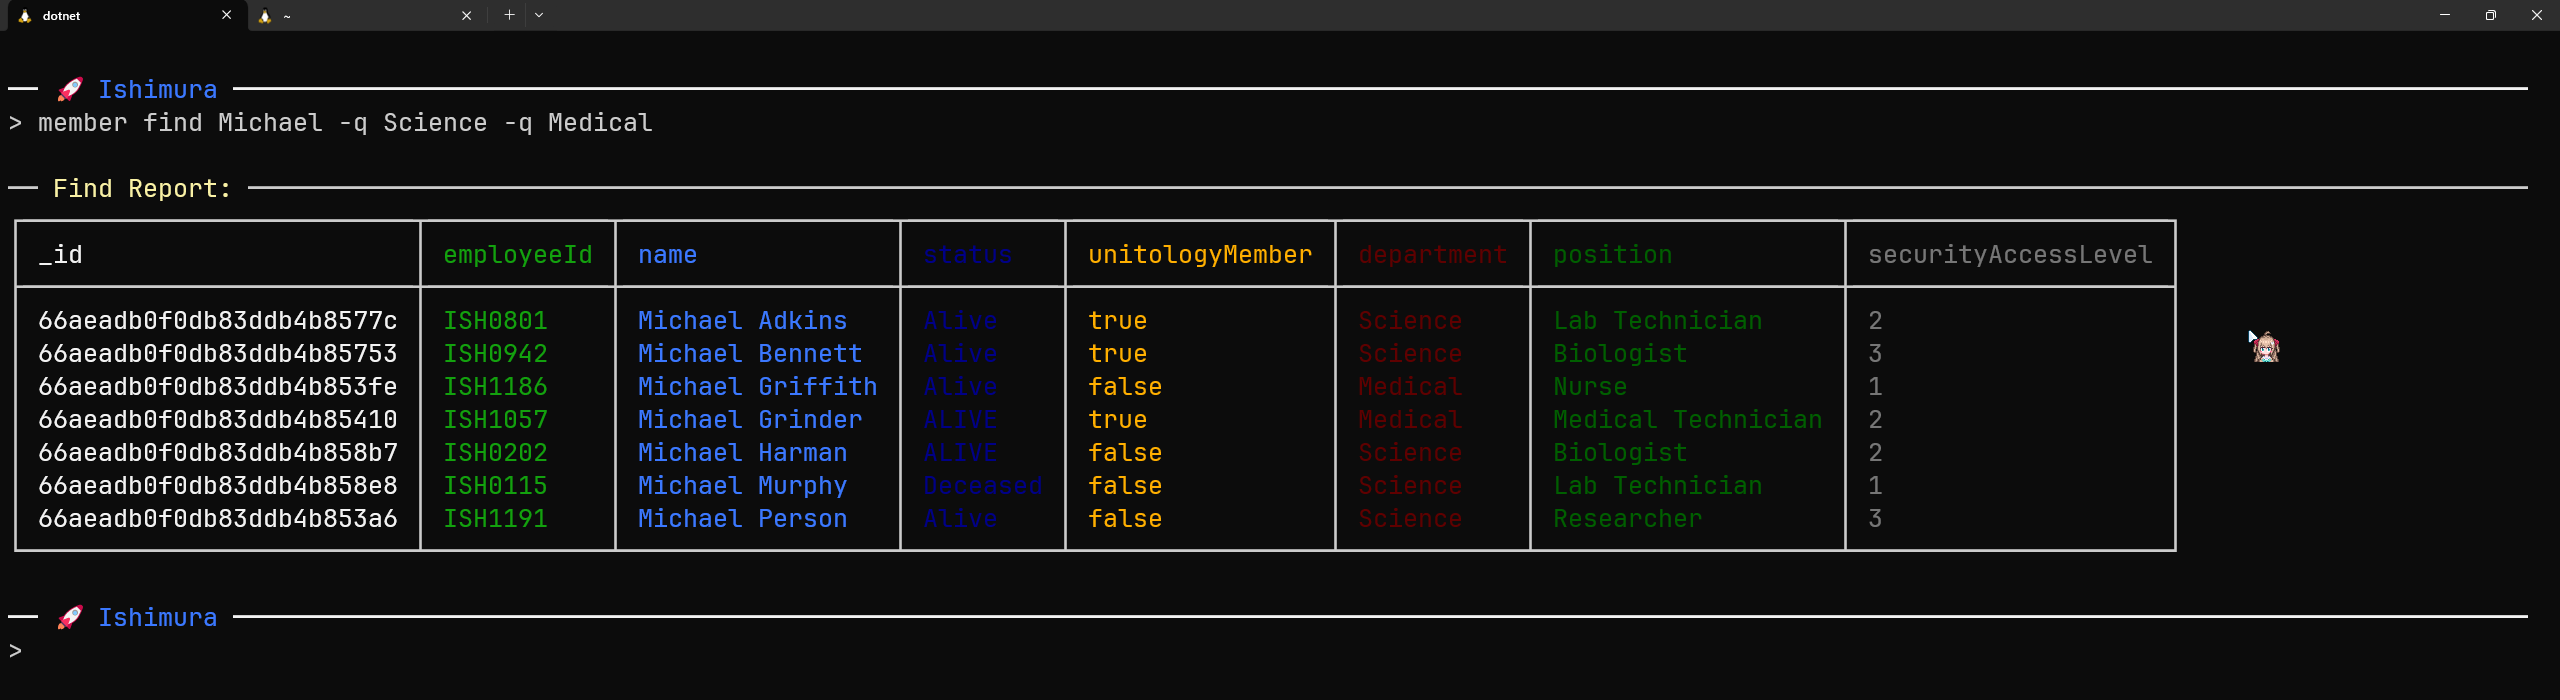 dotnet ~
Ishimura
> member find Michael -q Science -q Medical
Find Report:
_id employeeId name status unitologyMember department position securityAccessLevel
66aeadb0f0db83ddb4b8577c ISH0801 Michael Adkins Alive true Science Lab Technician 2
66aeadb0f0db83ddb4b85753 ISH0942 Michael Bennett Alive true Science Biologist 3
66aeadb0f0db83ddb4b853fe ISH1186 Michael Griffith Alive false Medical Nurse 1
66aeadb0f0db83ddb4b85410 ISH1057 Michael Grinder ALIVE true Medical Medical Technician 2
66aeadb0f0db83ddb4b858b7 ISH0202 Michael Harman ALIVE false Science Biologist 2
66aeadb0f0db83ddb4b858e8 ISH0115 Michael Murphy Deceased false Science Lab Technician 1
66aeadb0f0db83ddb4b853a6 ISH1191 Michael Person Alive false Science Researcher 3
Ishimura
>